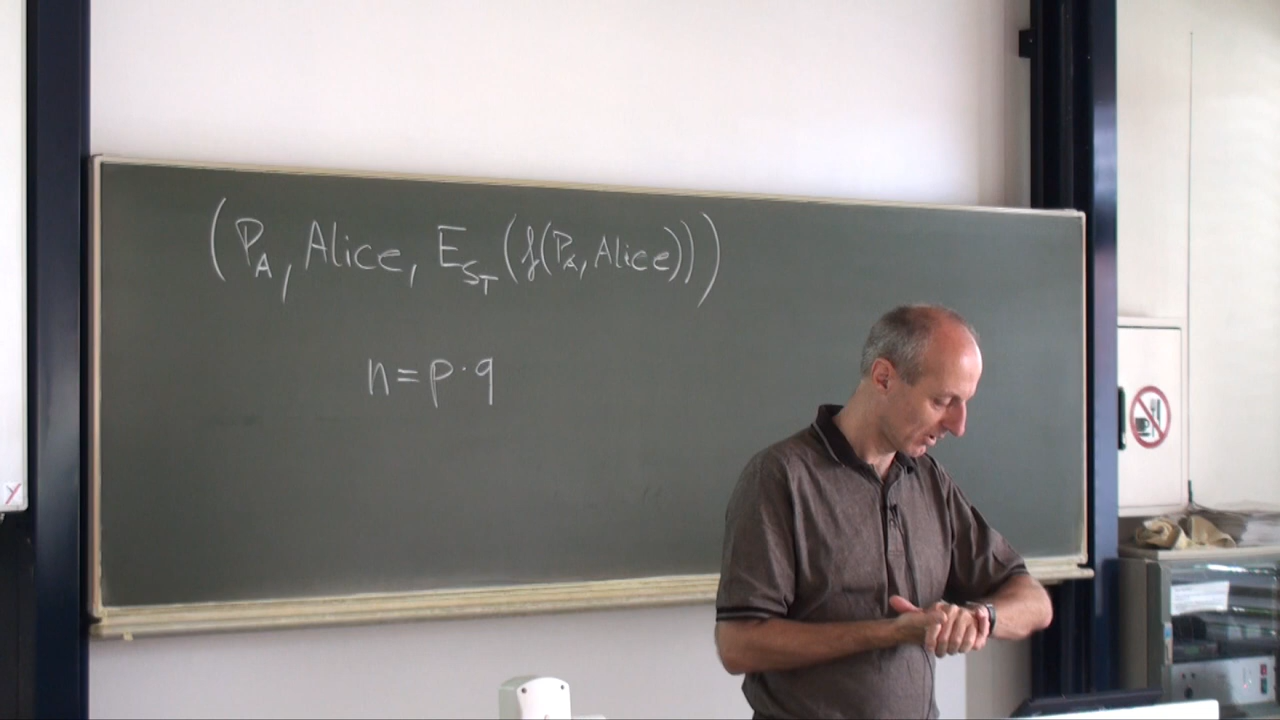 (P_A, Alice, E_{S_T}(f(P_A, Alice)))
n = p · q
Y